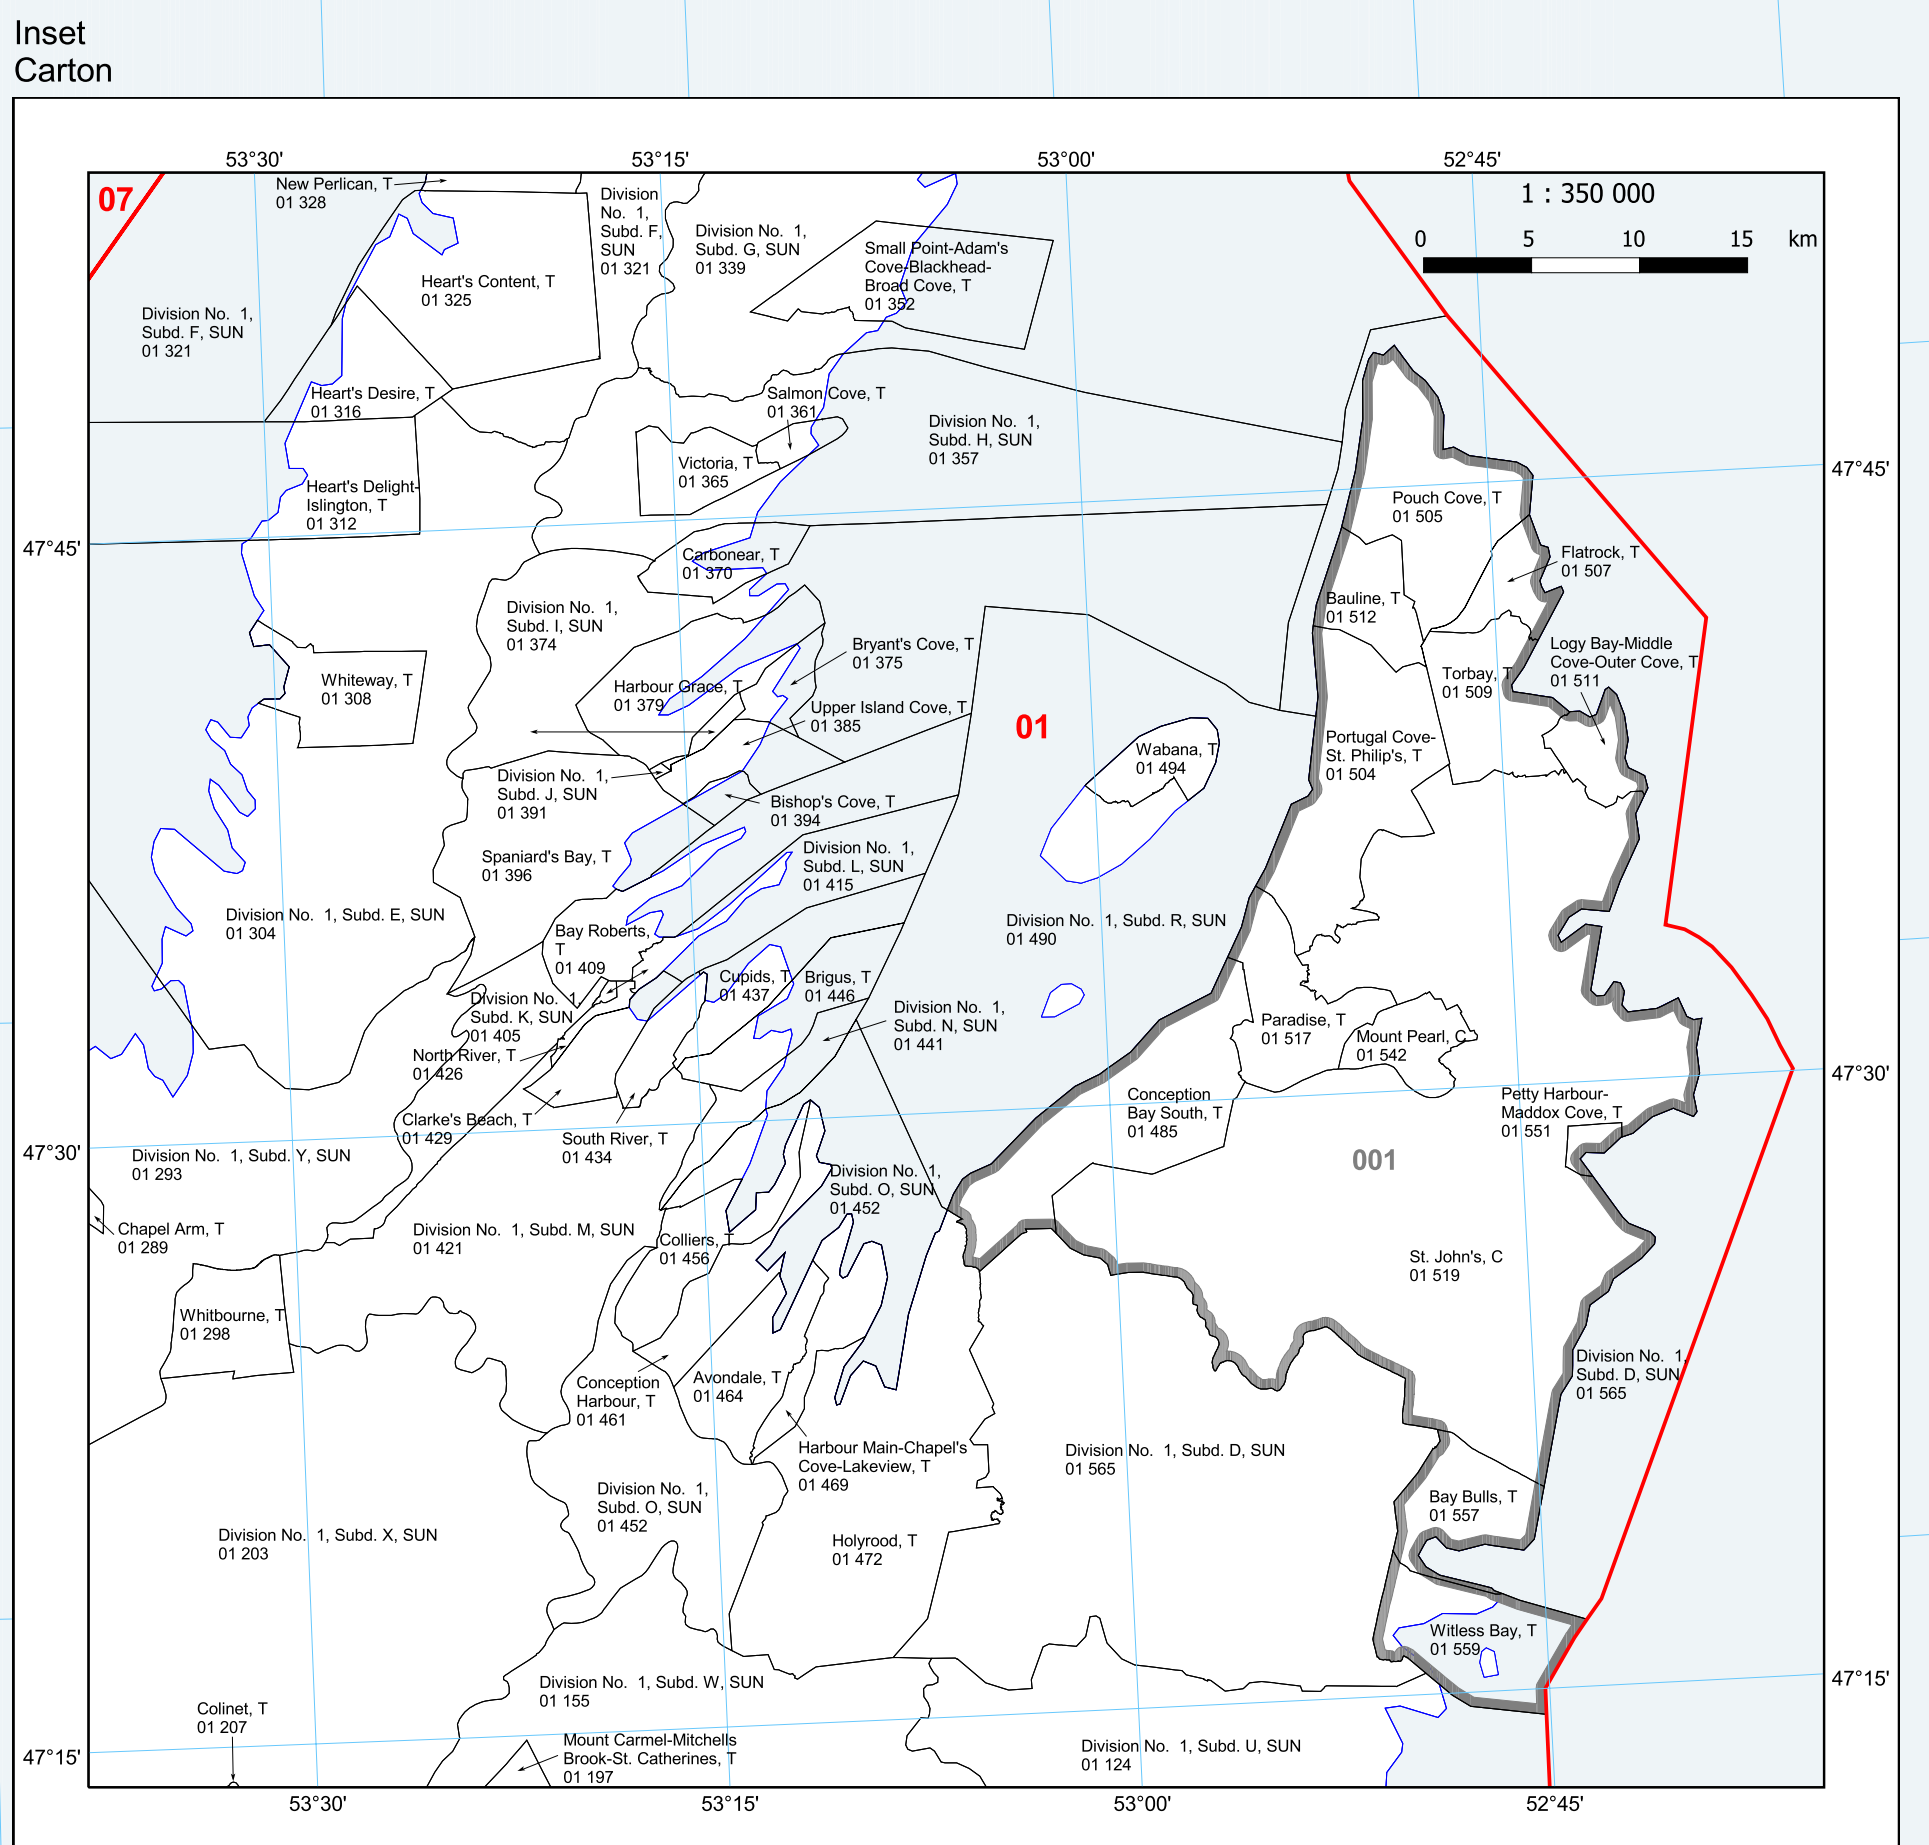 Inset
Carton
53°30'
53°15'
53°00'
52°45'
07
New Perlican, T
01 328
Division
No.  1,
Subd. F,
SUN
01 321
Division No.  1,
Subd. G, SUN
01 339
Small Point-Adam's
Cove-Blackhead-
Broad Cove, T
01 352
1 : 350 000
0 5 10 15 km
Heart's Content, T
01 325
Division No.  1,
Subd. F, SUN
01 321
Heart's Desire, T
01 316
Salmon Cove, T
01 361
Division No.  1,
Subd. H, SUN
01 357
Victoria, T
01 365
47°45'
Heart's Delight-
Islington, T
01 312
Pouch Cove, T
01 505
47°45'
Carbonear, T
01 370
Flatrock, T
01 507
Division No.  1,
Subd. I, SUN
01 374
Bauline, T
01 512
Bryant's Cove, T
01 375
Logy Bay-Middle
Cove-Outer Cove, T
01 511
Whiteway, T
01 308
Harbour Grace, T
01 379
Torbay, T
01 509
Upper Island Cove, T
01 385
01
Wabana, T
01 494
Portugal Cove-
St. Philip's, T
01 504
Division No.  1,
Subd. J, SUN
01 391
Bishop's Cove, T
01 394
Spaniard's Bay, T
01 396
Division No.  1,
Subd. L, SUN
01 415
Division No.  1, Subd. E, SUN
01 304
Bay Roberts,
T
01 409
Division No.  1, Subd. R, SUN
01 490
Cupids, T
01 437
Brigus, T
01 446
Division No.  1,
Subd. K, SUN
01 405
Division No.  1,
Subd. N, SUN
01 441
Paradise, T
01 517
Mount Pearl, C
01 542
North River, T
01 426
47°30'
Conception
Bay South, T
01 485
Petty Harbour-
Maddox Cove, T
01 551
Clarke's Beach, T
01 429
South River, T
01 434
47°30'
Division No.  1, Subd. Y, SUN
01 293
001
Division No.  1,
Subd. O, SUN
01 452
Chapel Arm, T
01 289
Division No.  1, Subd. M, SUN
01 421
Colliers, T
01 456
St. John's, C
01 519
Whitbourne, T
01 298
Division No.  1,
Subd. D, SUN
01 565
Conception
Harbour, T
01 461
Avondale, T
01 464
Harbour Main-Chapel's
Cove-Lakeview, T
01 469
Division No.  1, Subd. D, SUN
01 565
Division No.  1,
Subd. O, SUN
01 452
Bay Bulls, T
01 557
Division No.  1, Subd. X, SUN
01 203
Holyrood, T
01 472
Witless Bay, T
01 559
Division No.  1, Subd. W, SUN
01 155
47°15'
Colinet, T
01 207
Mount Carmel-Mitchells
Brook-St. Catherines, T
01 197
Division No.  1, Subd. U, SUN
01 124
47°15'
53°30'
53°15'
53°00'
52°45'